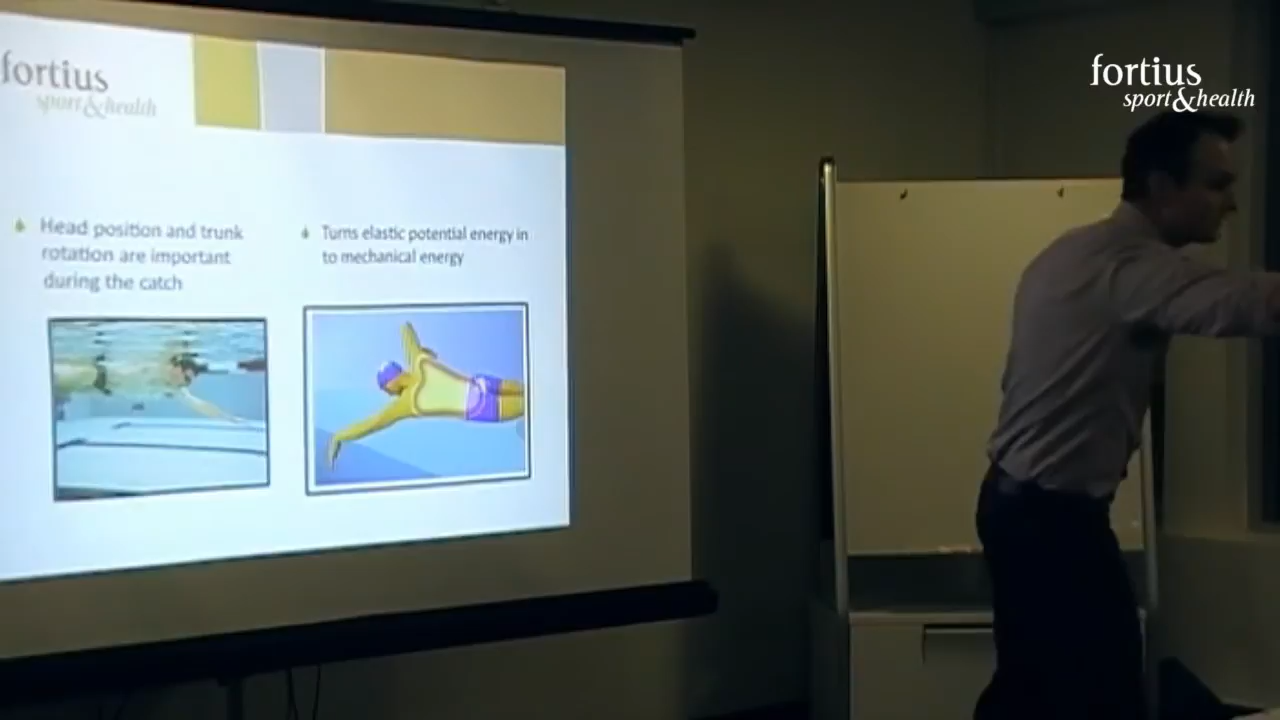 fortius
sport&health
Head position and trunk
rotation are important
during the catch
Turns elastic potential energy in
to mechanical energy
fortius
sport&health